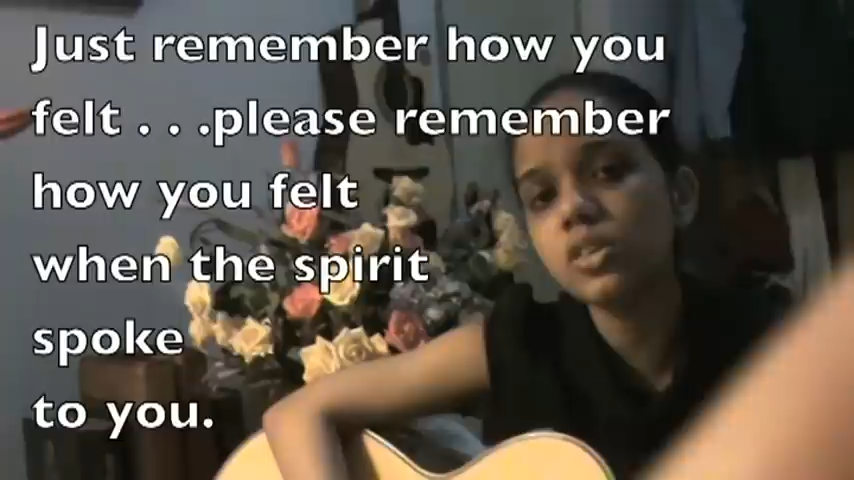 Just remember how you
felt . . .please remember
how you felt
when the spirit
spoke
to you.